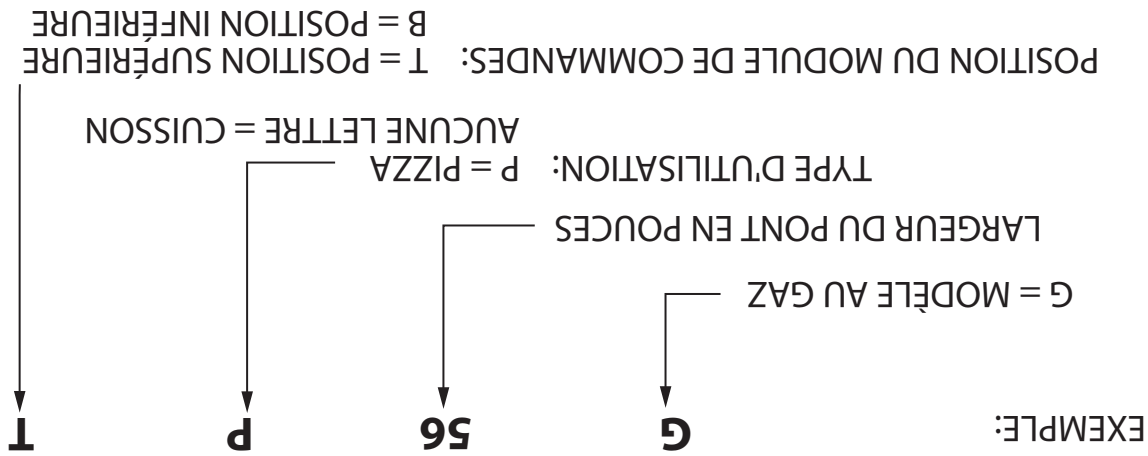 EXEMPLE: G 56 P T
G = MODÈLE AU GAZ
LARGEUR DU PONT EN POUCES
TYPE D'UTILISATION: P = PIZZA
AUCUNE LETTRE = CUISSON
POSITION DU MODULE DE COMMANDES: T = POSITION SUPÉRIEURE
B = POSITION INFÉRIEURE